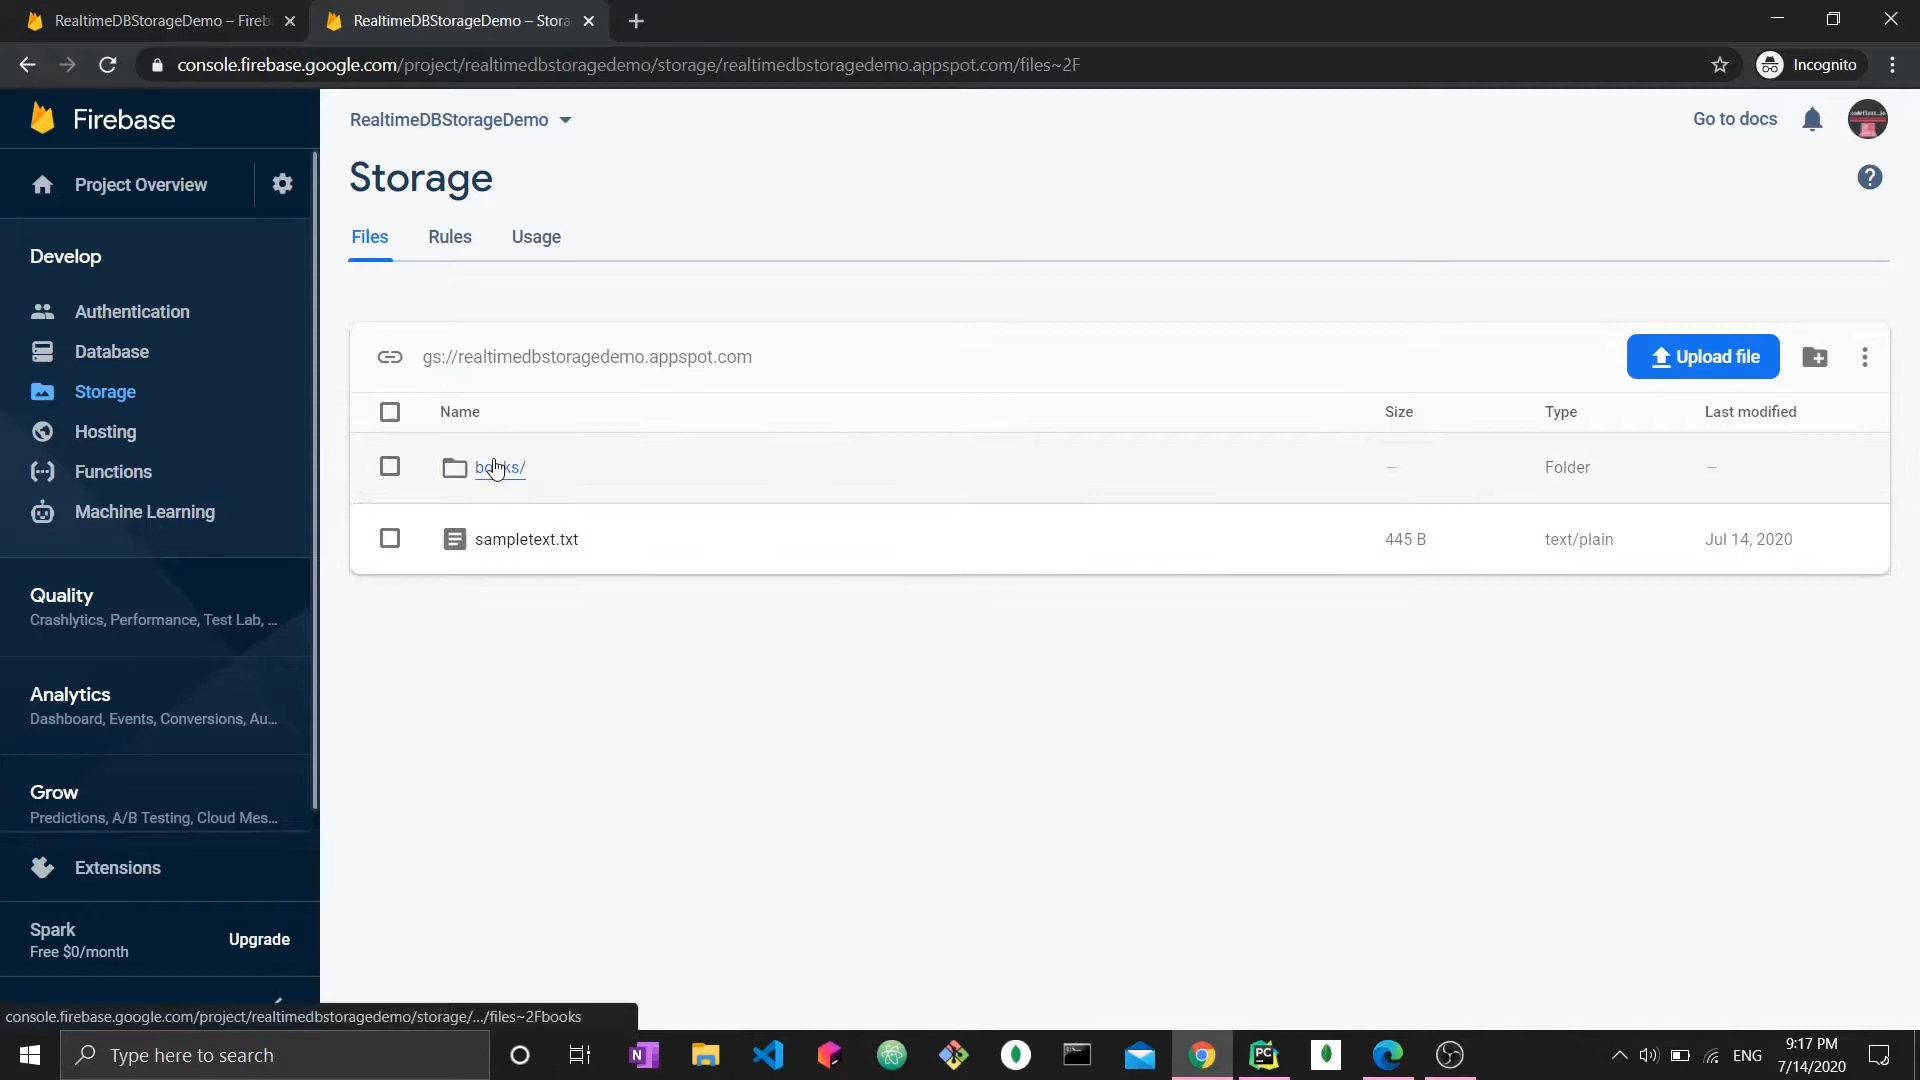 RealtimeDBStorageDemo – Fireb
RealtimeDBStorageDemo – Stora
console.firebase.google.com/project/realtimedbstoragedemo/storage/realtimedbstoragedemo.appspot.com/files~2F
Incognito
Firebase
RealtimeDBStorageDemo
Go to docs
Project Overview
Storage
Files Rules Usage
Develop
Authentication
Database
Storage
Hosting
Functions
Machine Learning
gs://realtimedbstoragedemo.appspot.com
Upload file
Name Size Type Last modified
books/ — Folder —
sampletext.txt 445 B text/plain Jul 14, 2020
Quality
Crashlytics, Performance, Test Lab, ...
Analytics
Dashboard, Events, Conversions, Au...
Grow
Predictions, A/B Testing, Cloud Mes...
Extensions
Spark
Free $0/month
Upgrade
console.firebase.google.com/project/realtimedbstoragedemo/storage/.../files~2Fbooks
Type here to search
ENG
9:17 PM
7/14/2020